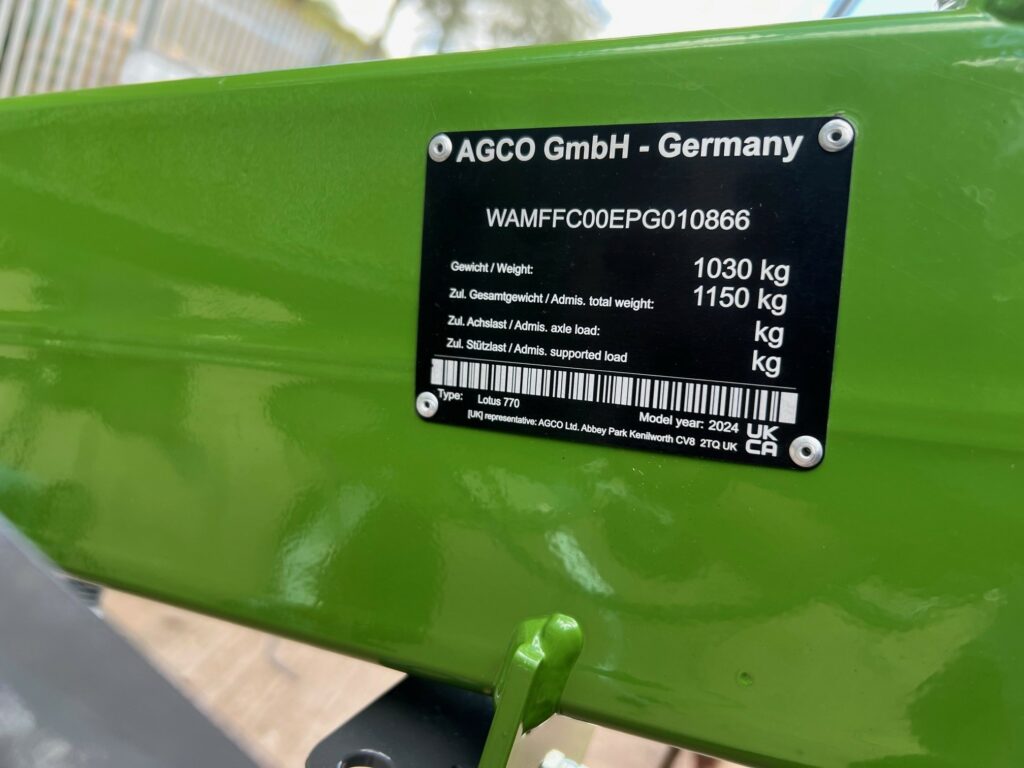 AGCO GmbH - Germany
WAMFFC00EPG010866
Gewicht / Weight: 1030 kg
Zul. Gesamtgewicht / Admis. total weight: 1150 kg
Zul. Achslast / Admis. axle load: kg
Zul. Stützlast / Admis. supported load kg
Type: Lotus 770 Model year: 2024
[UK] representative: AGCO Ltd. Abbey Park Kenilworth CV8 2TQ UK
UK
CA